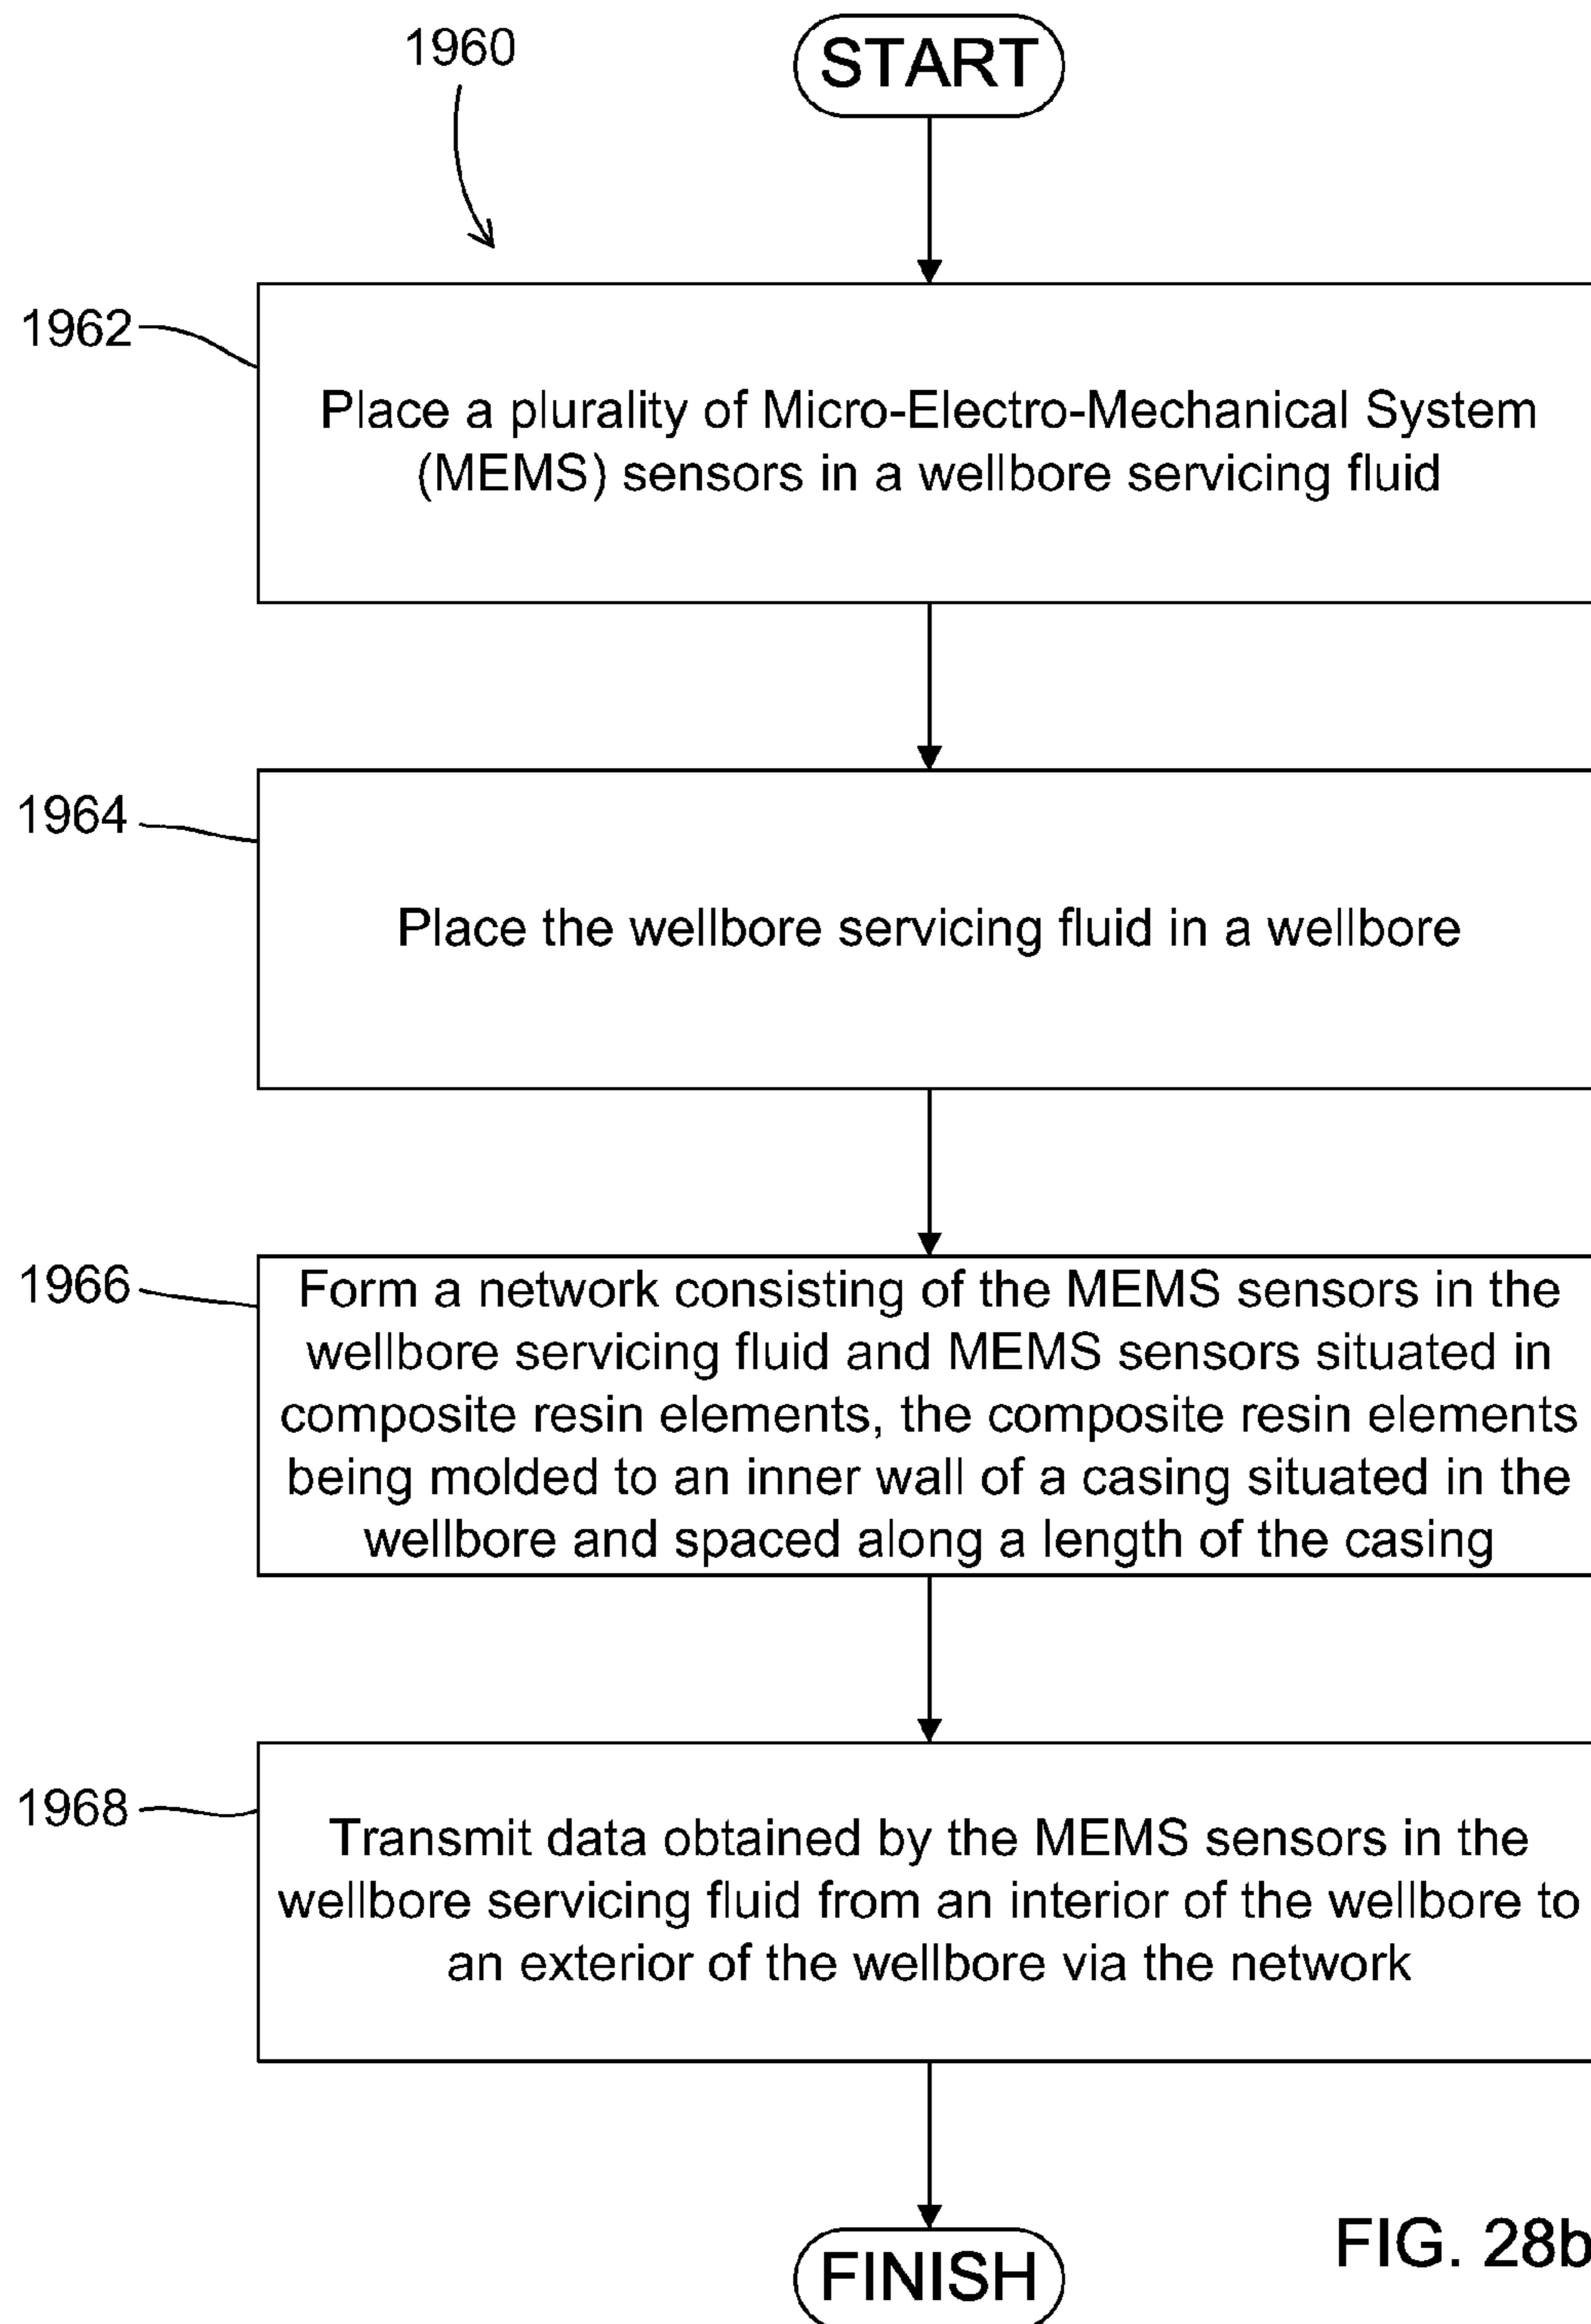 1960
START
1962
Place a plurality of Micro-Electro-Mechanical System
(MEMS) sensors in a wellbore servicing fluid
1964
Place the wellbore servicing fluid in a wellbore
1966
Form a network consisting of the MEMS sensors in the
wellbore servicing fluid and MEMS sensors situated in
composite resin elements, the composite resin elements
being molded to an inner wall of a casing situated in the
wellbore and spaced along a length of the casing
1968
Transmit data obtained by the MEMS sensors in the
wellbore servicing fluid from an interior of the wellbore to
an exterior of the wellbore via the network
FINISH
FIG. 28b